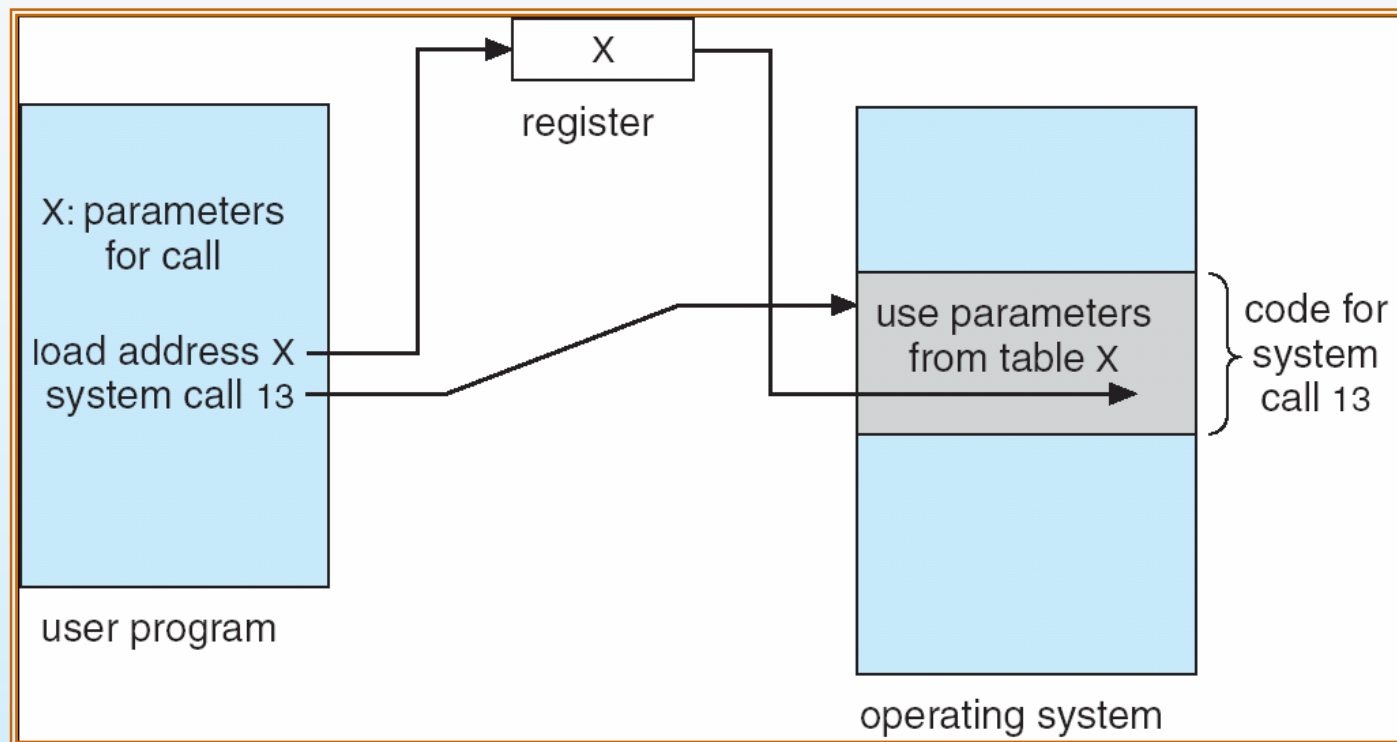 X
register
X: parameters
for call
load address X
system call 13
user program
use parameters
from table X
code for
system
call 13
operating system